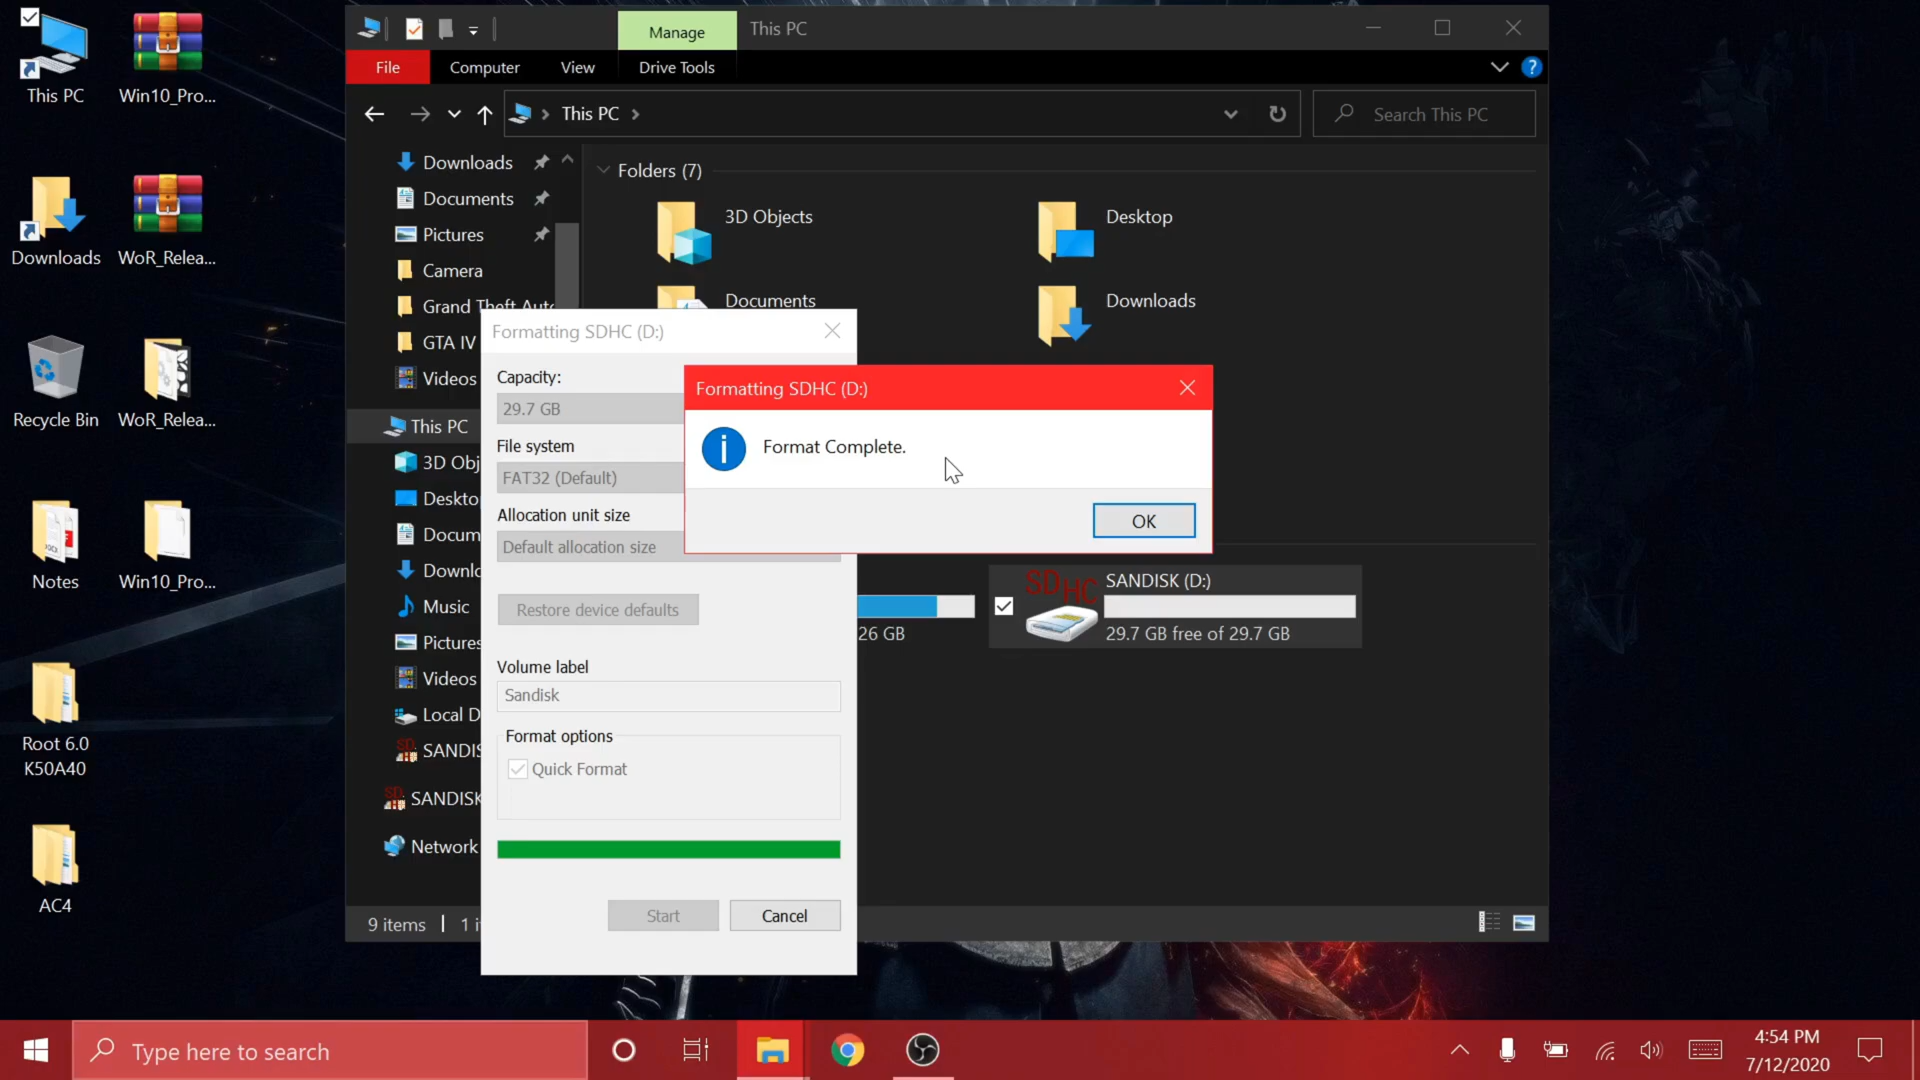 This PC
Win10_Pro...
Downloads
WoR_Relea...
Recycle Bin
WoR_Relea...
Notes
Win10_Pro...
Root 6.0
K50A40
AC4
Manage
This PC
File
Computer
View
Drive Tools
This PC
Search This PC
Downloads
Documents
Pictures
Camera
Grand Theft Auto
GTA IV
Videos
This PC
3D Obj
Deskto
Docum
Downlo
Music
Pictures
Videos
Local D
SANDIS
SANDISK
Network
9 items
1 it
Folders (7)
3D Objects
Desktop
Documents
Downloads
SDHC
SANDISK (D:)
29.7 GB free of 29.7 GB
26 GB
Formatting SDHC (D:)
Capacity:
29.7 GB
File system
FAT32 (Default)
Allocation unit size
Default allocation size
Restore device defaults
Volume label
Sandisk
Format options
Quick Format
Start
Cancel
Formatting SDHC (D:)
Format Complete.
OK
Type here to search
4:54 PM
7/12/2020